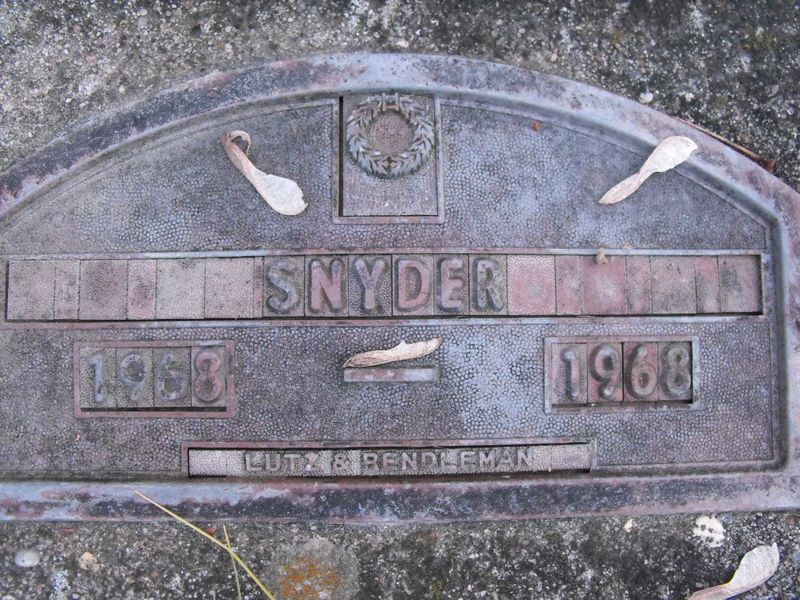 SNYDER
1968 1968
LUTZ & RENDLEMAN